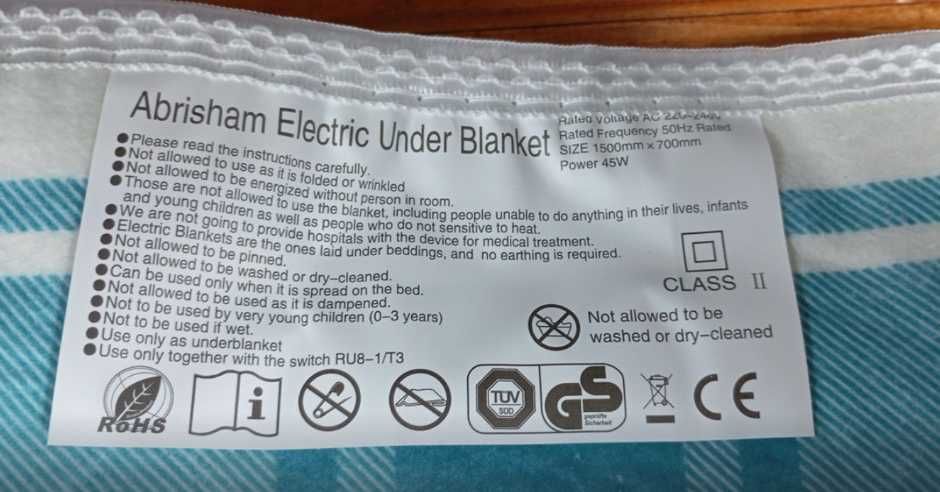 Abrisham Electric Under Blanket
Rated Voltage AC 220-240V
Rated Frequency 50Hz Rated
SIZE 1500mm×700mm
Power 45W
●Please read the instructions carefully.
●Not allowed to use as it is folded or wrinkled
●Not allowed to be energized without person in room.
●Those are not allowed to use the blanket, including people unable to do anything in their lives, infants
and young children as well as people who do not sensitive to heat.
●We are not going to provide hospitals with the device for medical treatment.
●Electric Blankets are the ones laid under beddings, and no earthing is required.
●Not allowed to be pinned.
●Not allowed to be washed or dry-cleaned.
●Can be used only when it is spread on the bed.
●Not allowed to be used as it is dampened.
●Not to be used by very young children (0-3 years)
●Not to be used if wet.
●Use only as underblanket
●Use only together with the switch RU8-1/T3
CLASS II
Not allowed to be
washed or dry-cleaned
RoHS
i
TUV
SUD
GS
geprüfte
Sicherheit
CE